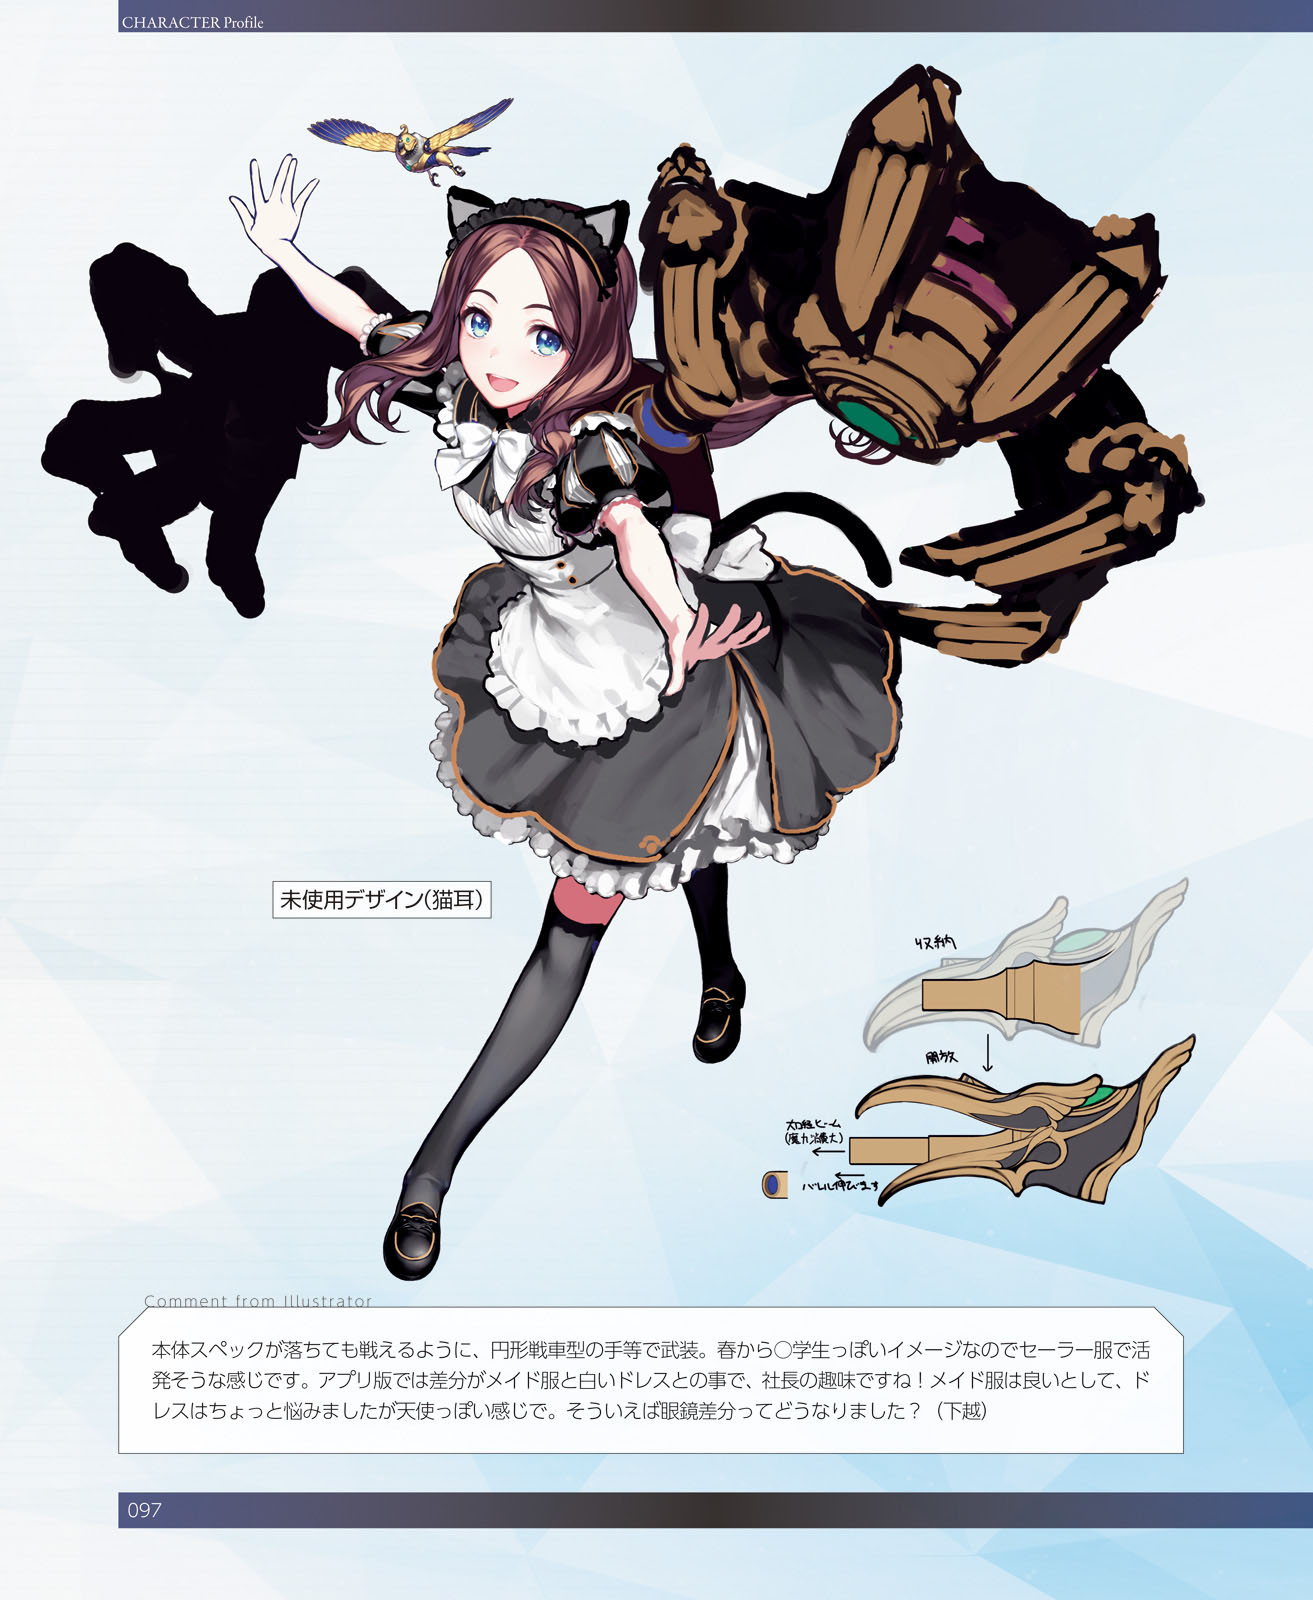 CHARACTER Profile
未使用デザイン(猫耳)
収納
開放
大口径ビーム
(魔力濃大)
バレル伸びます
Comment from Illustrator
本体スペックが落ちても戦えるように、円形戦車型の手等で武装。春から○学生っぽいイメージなのでセーラー服で活
発そうな感じです。アプリ版では差分がメイド服と白いドレスとの事で、社長の趣味ですね！メイド服は良いとして、ド
レスはちょっと悩みましたが天使っぽい感じで。そういえば眼鏡差分ってどうなりました？（下越）
097